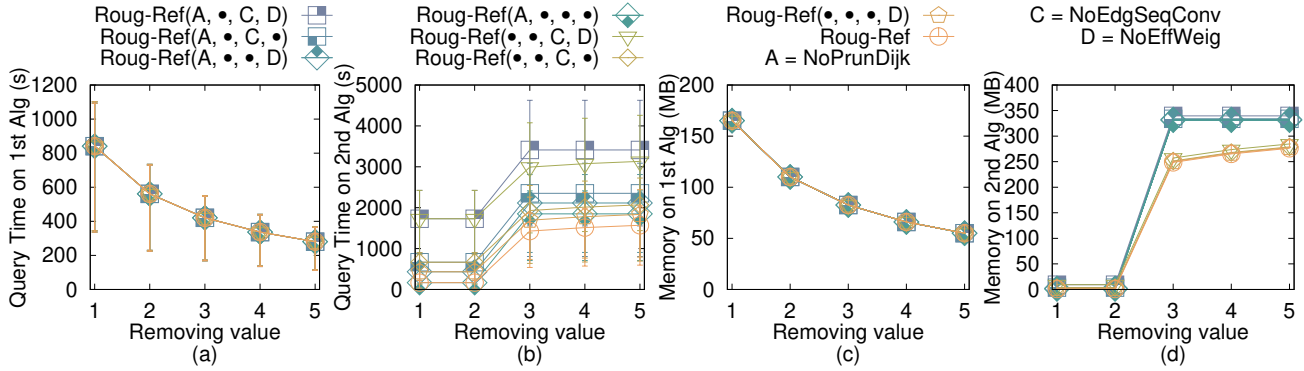 Roug-Ref(A, •, C, D)
Roug-Ref(A, •, C, •)
Roug-Ref(A, •, •, D)
Roug-Ref(A, •, •, •)
Roug-Ref(•, •, C, D)
Roug-Ref(•, •, C, •)
Roug-Ref(•, •, •, D)
Roug-Ref
A = NoPrunDijk
C = NoEdgSeqConv
D = NoEffWeig
Query Time on 1st Alg (s)
1200
1000
800
600
400
200
0
1 2 3 4 5
Removing value
(a)
Query Time on 2nd Alg (s)
5000
4000
3000
2000
1000
0
1 2 3 4 5
Removing value
(b)
Memory on 1st Alg (MB)
200
150
100
50
0
1 2 3 4 5
Removing value
(c)
Memory on 2nd Alg (MB)
400
350
300
250
200
150
100
50
0
1 2 3 4 5
Removing value
(d)